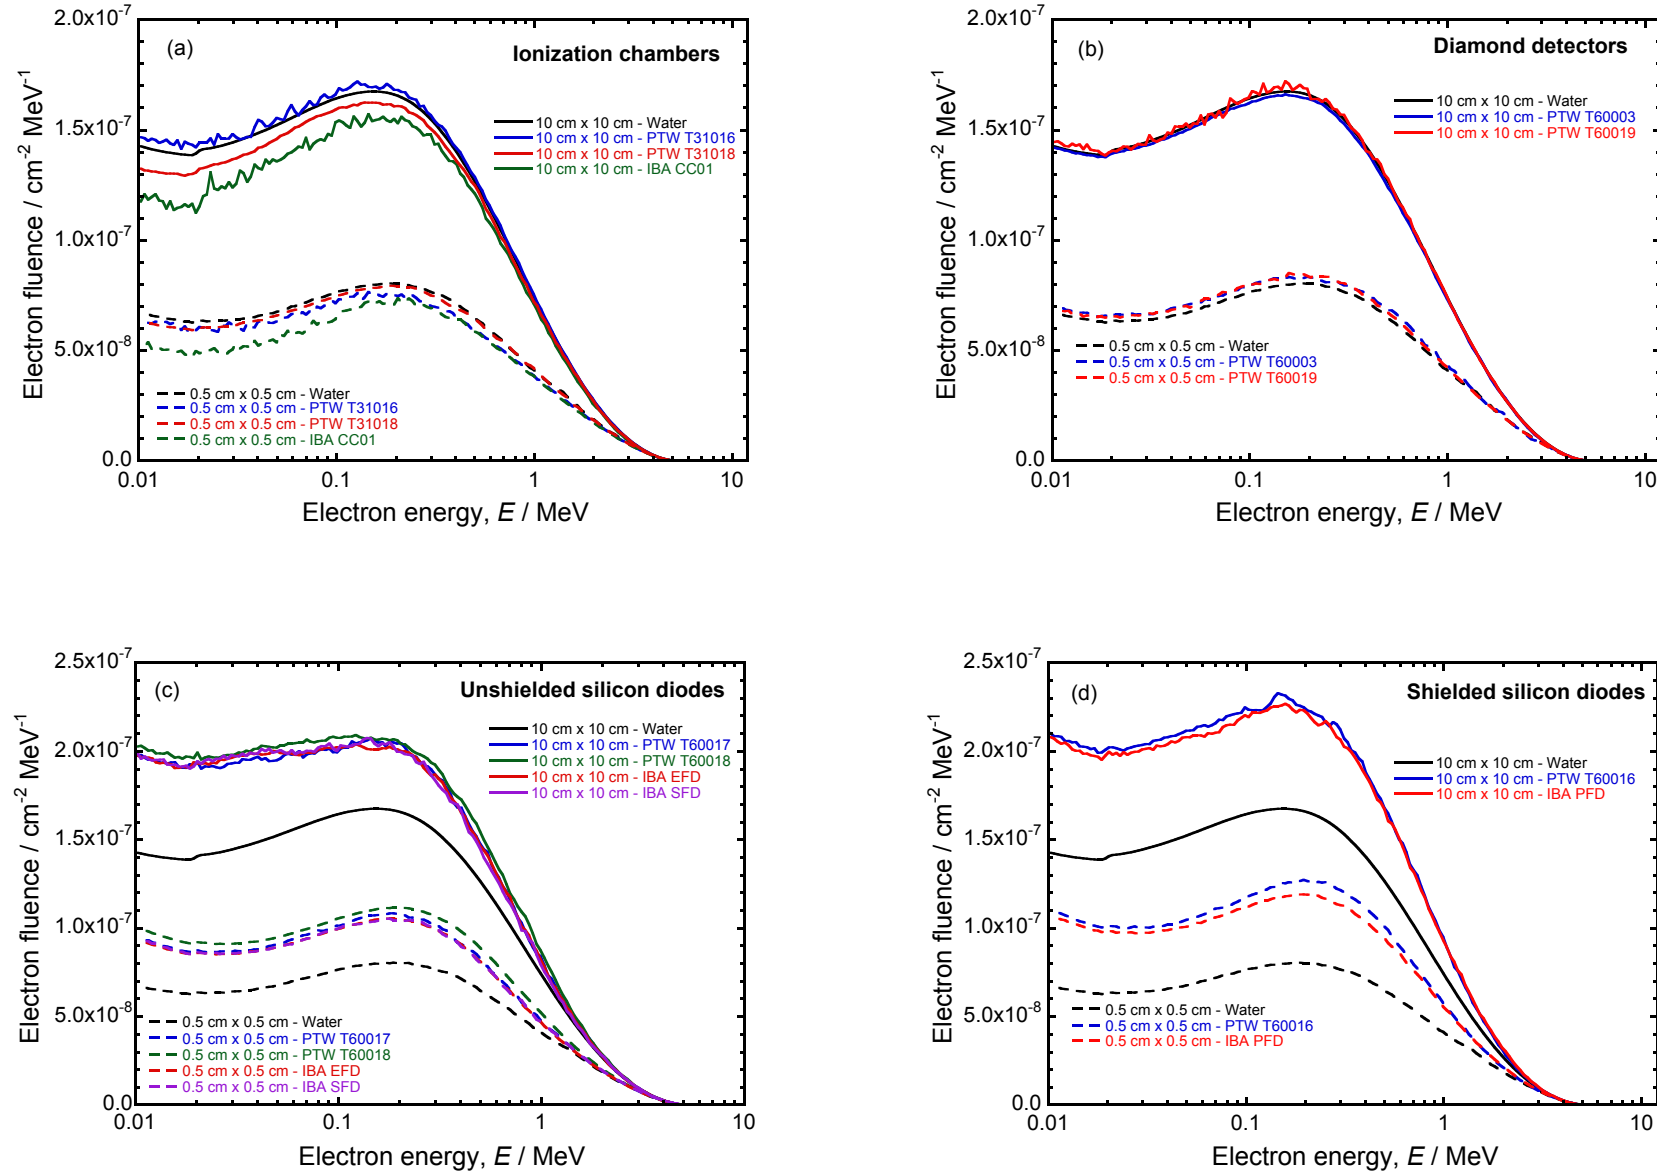 (a)
Ionization chambers
2.0x10⁻⁷
1.5x10⁻⁷
1.0x10⁻⁷
5.0x10⁻⁸
0.0
Electron fluence / cm⁻² MeV⁻¹
10 cm x 10 cm - Water
10 cm x 10 cm - PTW T31016
10 cm x 10 cm - PTW T31018
10 cm x 10 cm - IBA CC01
0.5 cm x 0.5 cm - Water
0.5 cm x 0.5 cm - PTW T31016
0.5 cm x 0.5 cm - PTW T31018
0.5 cm x 0.5 cm - IBA CC01
0.01 0.1 1 10
Electron energy, E / MeV
(b)
Diamond detectors
2.0x10⁻⁷
1.5x10⁻⁷
1.0x10⁻⁷
5.0x10⁻⁸
0.0
Electron fluence / cm⁻² MeV⁻¹
10 cm x 10 cm - Water
10 cm x 10 cm - PTW T60003
10 cm x 10 cm - PTW T60019
0.5 cm x 0.5 cm - Water
0.5 cm x 0.5 cm - PTW T60003
0.5 cm x 0.5 cm - PTW T60019
0.01 0.1 1 10
Electron energy, E / MeV
(c)
Unshielded silicon diodes
2.5x10⁻⁷
2.0x10⁻⁷
1.5x10⁻⁷
1.0x10⁻⁷
5.0x10⁻⁸
0.0
Electron fluence / cm⁻² MeV⁻¹
10 cm x 10 cm - Water
10 cm x 10 cm - PTW T60017
10 cm x 10 cm - PTW T60018
10 cm x 10 cm - IBA EFD
10 cm x 10 cm - IBA SFD
0.5 cm x 0.5 cm - Water
0.5 cm x 0.5 cm - PTW T60017
0.5 cm x 0.5 cm - PTW T60018
0.5 cm x 0.5 cm - IBA EFD
0.5 cm x 0.5 cm - IBA SFD
0.01 0.1 1 10
Electron energy, E / MeV
(d)
Shielded silicon diodes
2.5x10⁻⁷
2.0x10⁻⁷
1.5x10⁻⁷
1.0x10⁻⁷
5.0x10⁻⁸
0.0
Electron fluence / cm⁻² MeV⁻¹
10 cm x 10 cm - Water
10 cm x 10 cm - PTW T60016
10 cm x 10 cm - IBA PFD
0.5 cm x 0.5 cm - Water
0.5 cm x 0.5 cm - PTW T60016
0.5 cm x 0.5 cm - IBA PFD
0.01 0.1 1 10
Electron energy, E / MeV